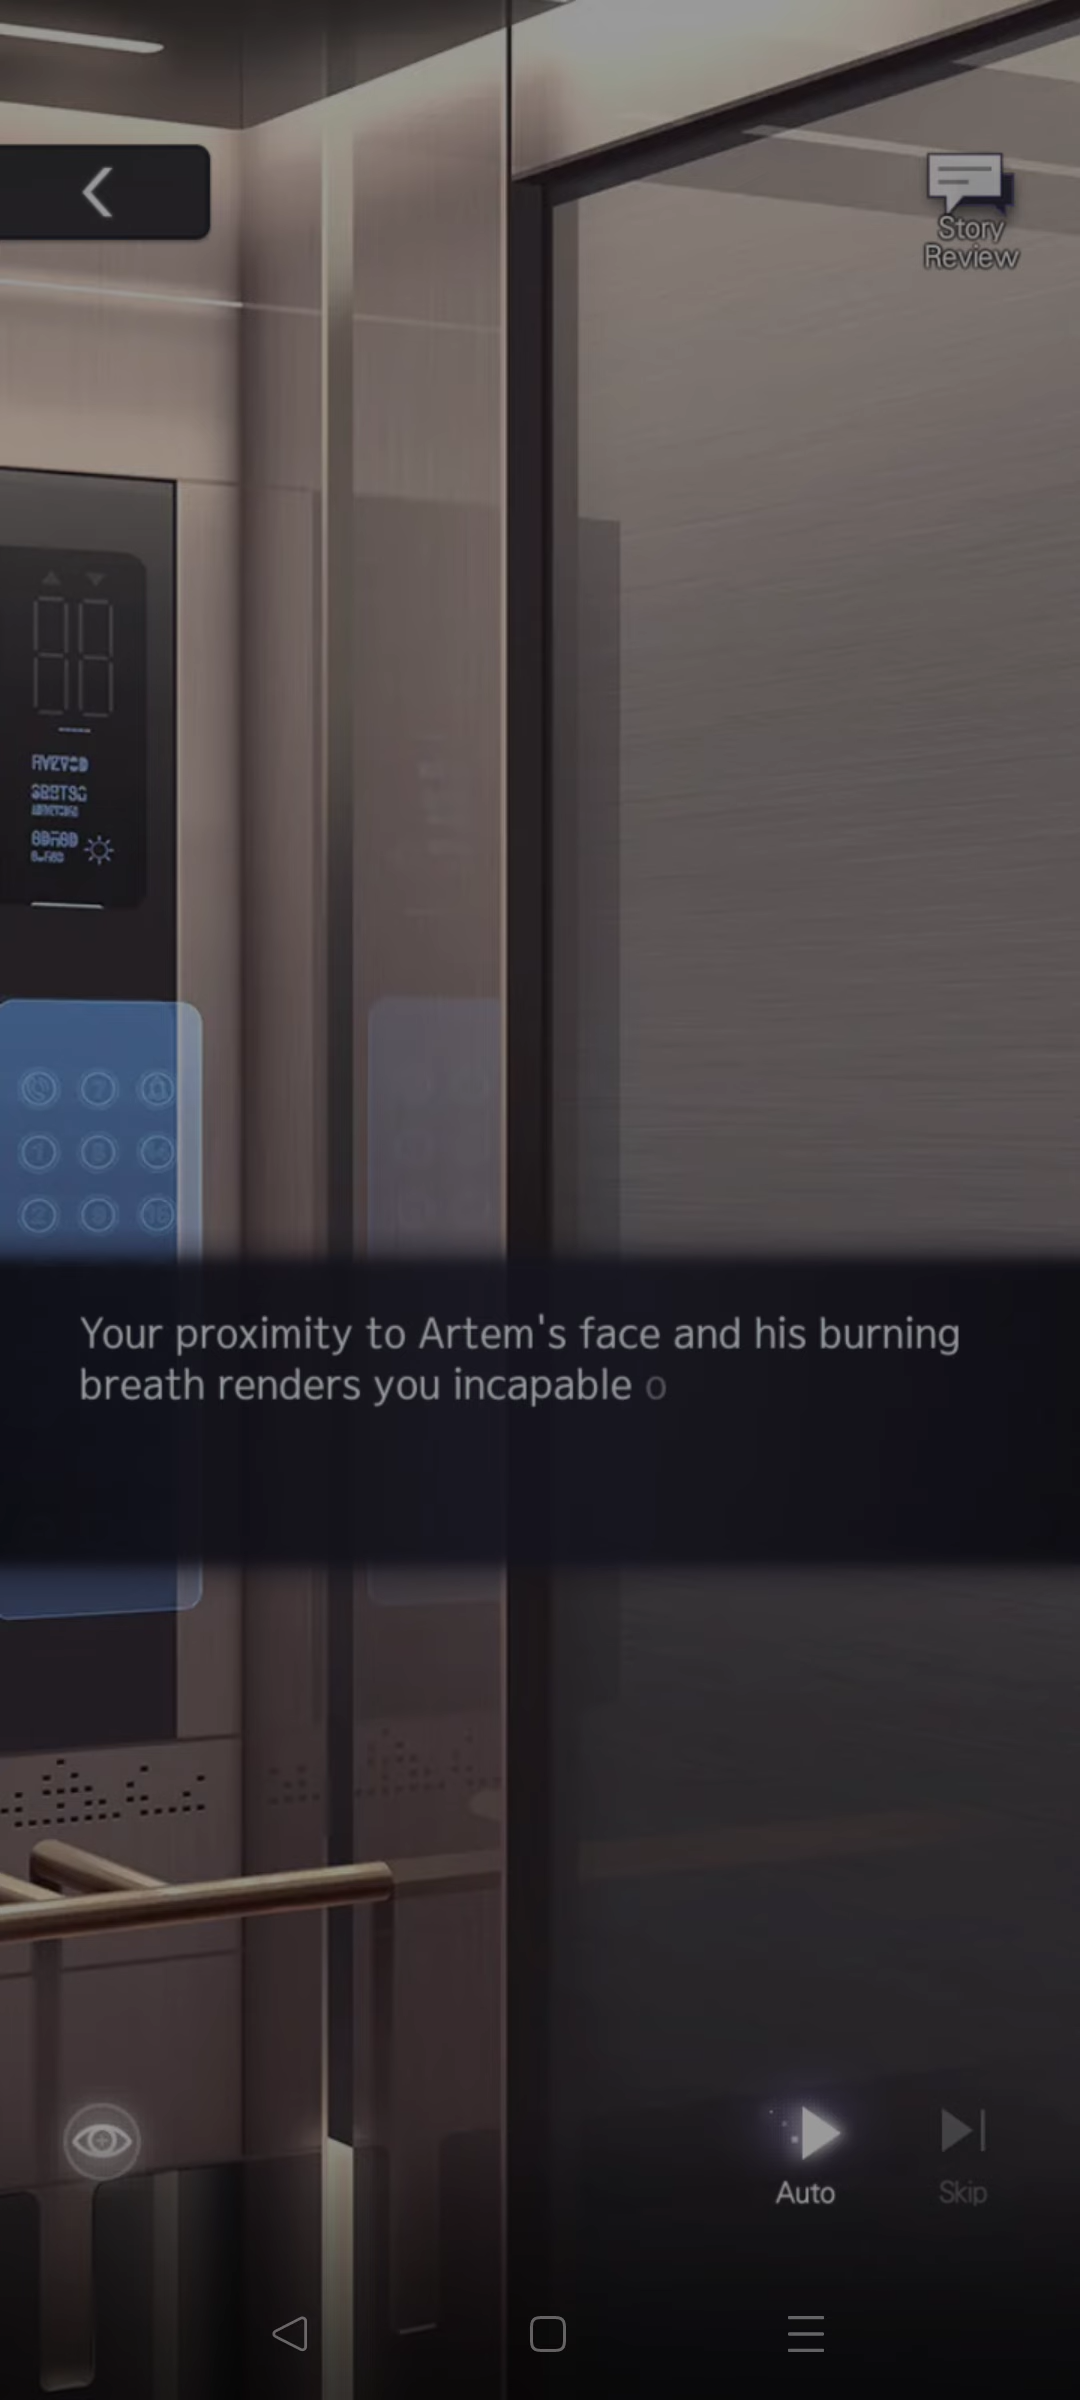 Story
Review
Your proximity to Artem's face and his burning
breath renders you incapable o
Auto
Skip